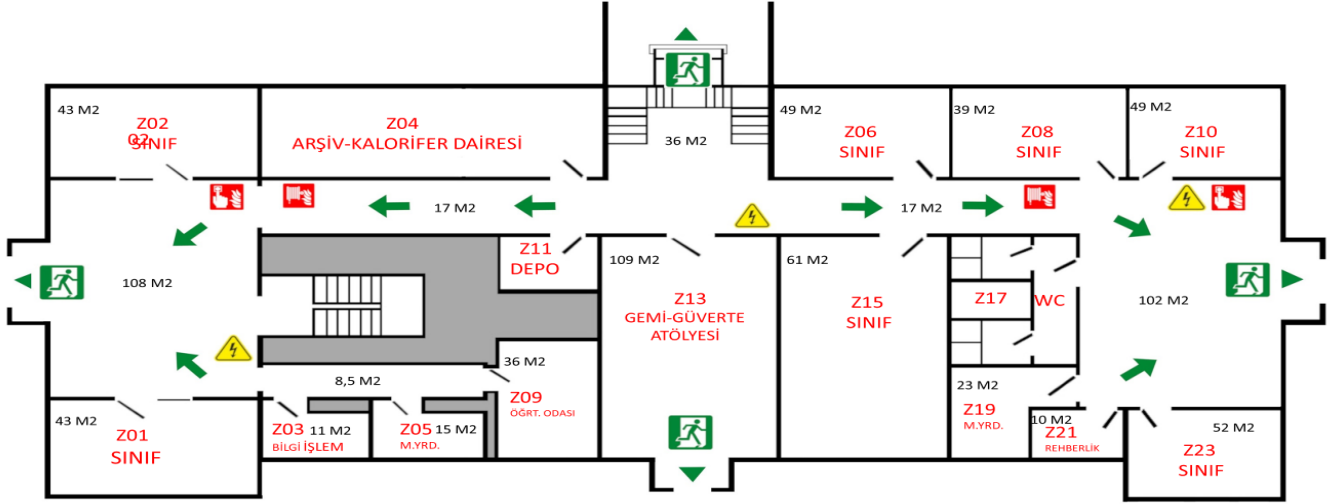 43 M2
Z02
02
SINIF
Z04
ARŞİV-KALORİFER DAİRESİ
36 M2
49 M2
Z06
SINIF
39 M2
Z08
SINIF
49 M2
Z10
SINIF
17 M2
17 M2
108 M2
Z11
DEPO
109 M2
Z13
GEMİ-GÜVERTE
ATÖLYESİ
61 M2
Z15
SINIF
Z17
WC
102 M2
8,5 M2
36 M2
Z09
ÖĞRT. ODASI
43 M2
Z01
SINIF
Z03
11 M2
BİLGİ İŞLEM
Z05
15 M2
M.YRD.
23 M2
Z19
M.YRD.
10 M2
Z21
REHBERLİK
52 M2
Z23
SINIF